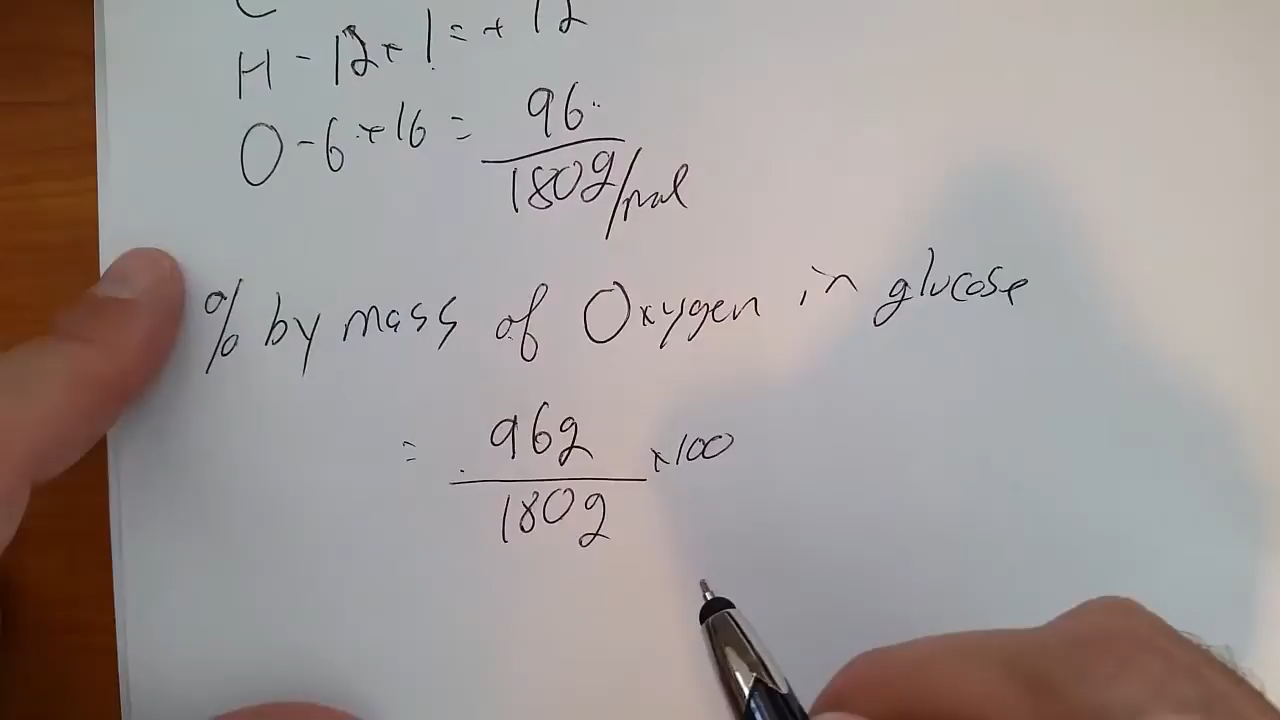 C
H - 12 × 1 = + 12
O - 6 × 16 = 96
180g/mol
% by mass of Oxygen in glucose
= 96g × 100
180g